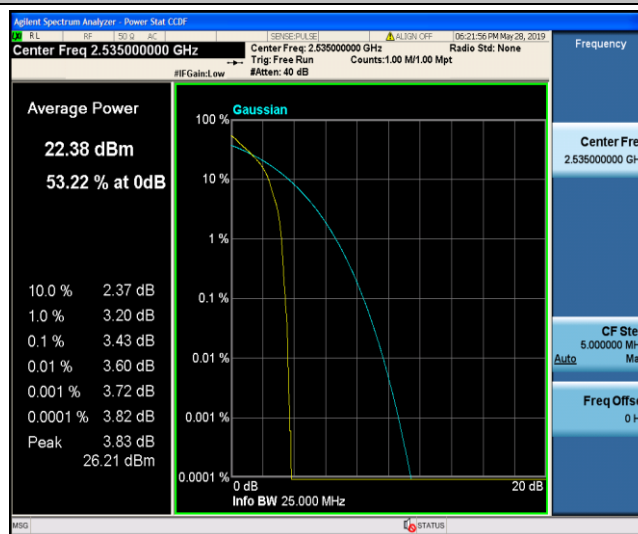 Agilent Spectrum Analyzer - Power Stat CCDF
RL RF 50 Ω AC SENSE:PULSE ALIGN OFF 06:21:56 PM May 28, 2019
Center Freq 2.535000000 GHz
Center Freq: 2.535000000 GHz Radio Std: None
Trig: Free Run Counts:1.00 M/1.00 Mpt
#IFGain:Low #Atten: 40 dB
Frequency
Average Power
22.38 dBm
53.22 % at 0dB
10.0 % 2.37 dB
1.0 % 3.20 dB
0.1 % 3.43 dB
0.01 % 3.60 dB
0.001 % 3.72 dB
0.0001 % 3.82 dB
Peak 3.83 dB
26.21 dBm
Gaussian
100 %
10 %
1 %
0.1 %
0.01 %
0.001 %
0.0001 %
0 dB 20 dB
Info BW 25.000 MHz
Center Fre
2.535000000 GH
CF Ste
5.000000 MH
Auto Ma
Freq Offse
0 H
MSG STATUS